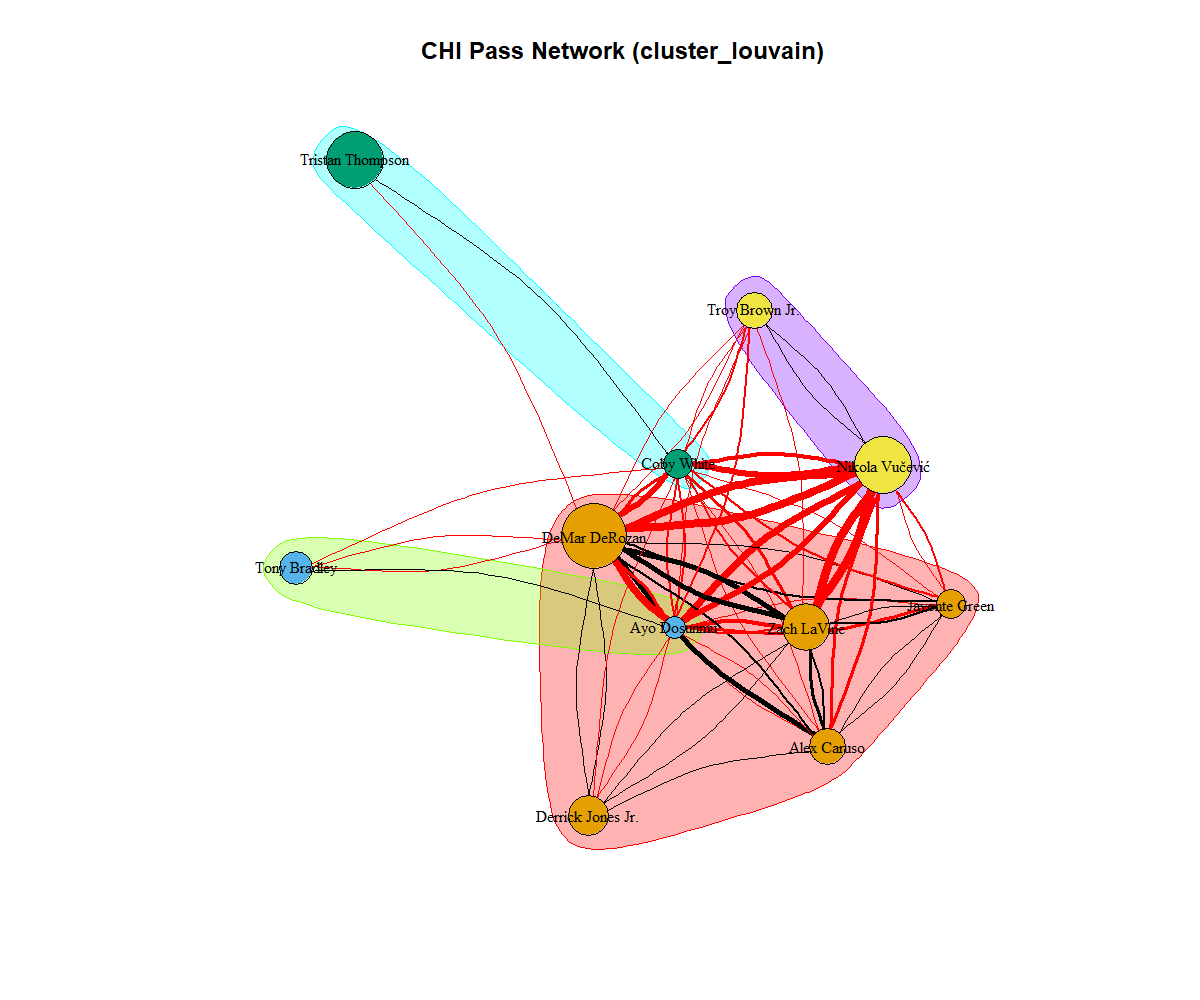 CHI Pass Network (cluster_louvain)
Tristan Thompson
Troy Brown Jr.
Coby White
Nikola Vučević
DeMar DeRozan
Tony Bradley
Javonte Green
Ayo Dosunmu
Zach LaVine
Alex Caruso
Derrick Jones Jr.